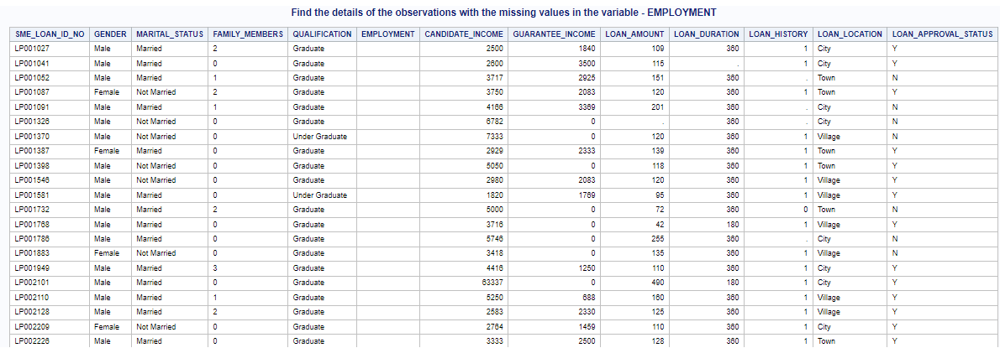 Find the details of the observations with the missing values in the variable - EMPLOYMENT
SME_LOAN_ID_NO GENDER MARITAL_STATUS FAMILY_MEMBERS QUALIFICATION EMPLOYMENT CANDIDATE_INCOME GUARANTEE_INCOME LOAN_AMOUNT LOAN_DURATION LOAN_HISTORY LOAN_LOCATION LOAN_APPROVAL_STATUS
LP001027 Male Married 2 Graduate 2500 1840 109 360 1 City Y
LP001041 Male Married 0 Graduate 2600 3500 115 . 1 City Y
LP001052 Male Married 1 Graduate 3717 2925 151 360 . Town N
LP001087 Female Not Married 2 Graduate 3750 2083 120 360 1 Town Y
LP001091 Male Married 1 Graduate 4166 3369 201 360 . City N
LP001326 Male Not Married 0 Graduate 6782 0 . 360 . City N
LP001370 Male Not Married 0 Under Graduate 7333 0 120 360 1 Village N
LP001387 Female Married 0 Graduate 2929 2333 139 360 1 Town Y
LP001398 Male Not Married 0 Graduate 5050 0 118 360 1 Town Y
LP001546 Male Not Married 0 Graduate 2980 2083 120 360 1 Village Y
LP001581 Male Married 0 Under Graduate 1820 1769 95 360 1 Village Y
LP001732 Male Married 2 Graduate 5000 0 72 360 0 Town N
LP001768 Male Married 0 Graduate 3716 0 42 180 1 Village Y
LP001786 Male Married 0 Graduate 5746 0 255 360 . City N
LP001883 Female Not Married 0 Graduate 3418 0 135 360 1 Village N
LP001949 Male Married 3 Graduate 4416 1250 110 360 1 City Y
LP002101 Male Married 0 Graduate 63337 0 490 180 1 City Y
LP002110 Male Married 1 Graduate 5250 688 160 360 1 Village Y
LP002128 Male Married 2 Graduate 2583 2330 125 360 1 Village Y
LP002209 Female Not Married 0 Graduate 2764 1459 110 360 1 City Y
LP002226 Male Married 0 Graduate 3333 2500 128 360 1 Town Y